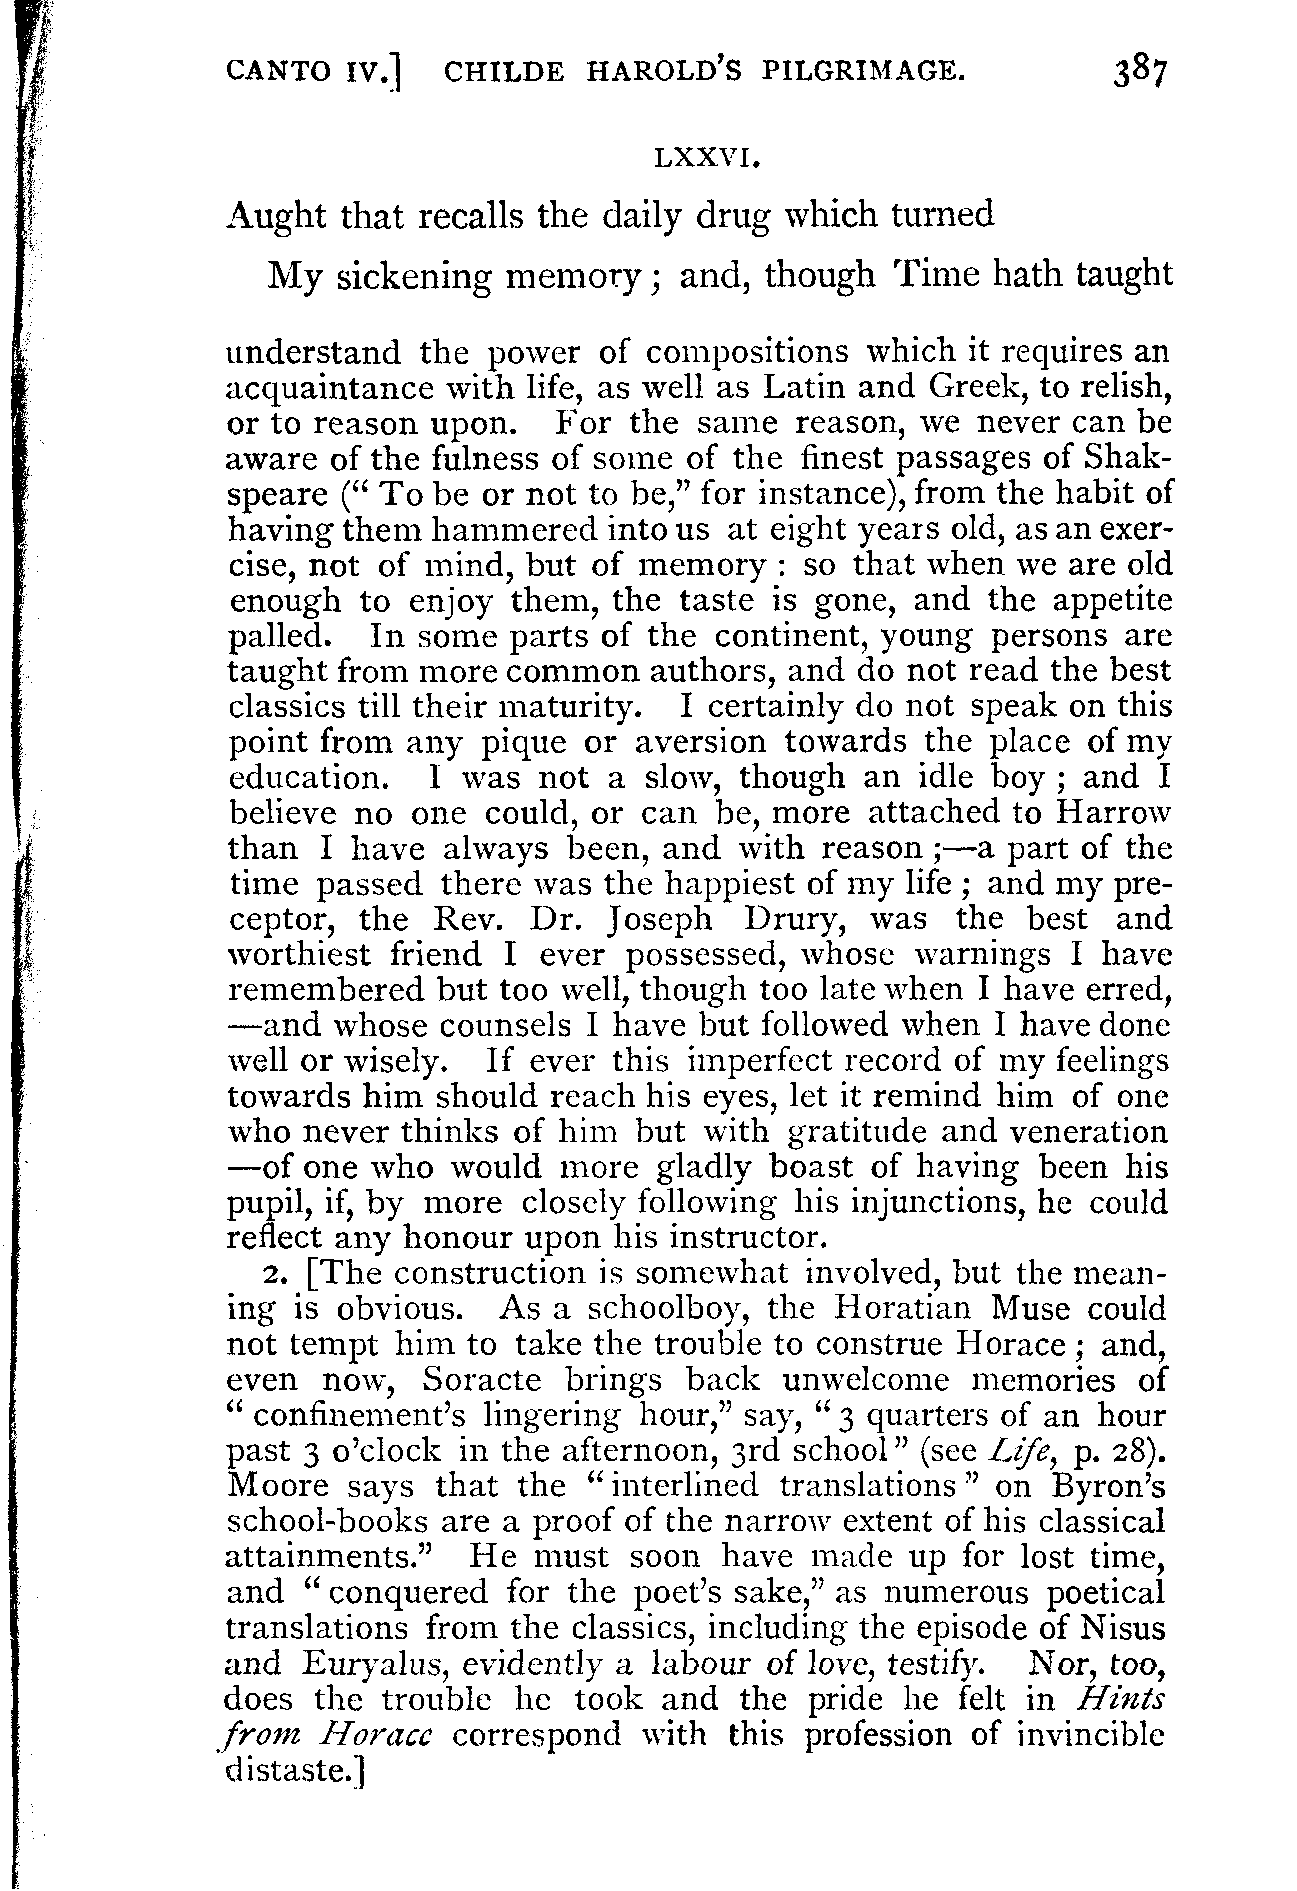 CANTO IV.] CHILDE HAROLD'S PILGRIMAGE. 387
LXXVI.
Aught that recalls the daily drug which turned
My sickening memory; and, though Time hath taught
understand the power of compositions which it requires an
acquaintance with life, as well as Latin and Greek, to relish,
or to reason upon. For the same reason, we never can be
aware of the fulness of some of the finest passages of Shak-
speare (“To be or not to be,” for instance), from the habit of
having them hammered into us at eight years old, as an exer-
cise, not of mind, but of memory: so that when we are old
enough to enjoy them, the taste is gone, and the appetite
palled. In some parts of the continent, young persons are
taught from more common authors, and do not read the best
classics till their maturity. I certainly do not speak on this
point from any pique or aversion towards the place of my
education. I was not a slow, though an idle boy; and I
believe no one could, or can be, more attached to Harrow
than I have always been, and with reason;—a part of the
time passed there was the happiest of my life; and my pre-
ceptor, the Rev. Dr. Joseph Drury, was the best and
worthiest friend I ever possessed, whose warnings I have
remembered but too well, though too late when I have erred,
—and whose counsels I have but followed when I have done
well or wisely. If ever this imperfect record of my feelings
towards him should reach his eyes, let it remind him of one
who never thinks of him but with gratitude and veneration
—of one who would more gladly boast of having been his
pupil, if, by more closely following his injunctions, he could
reflect any honour upon his instructor.
2. [The construction is somewhat involved, but the mean-
ing is obvious. As a schoolboy, the Horatian Muse could
not tempt him to take the trouble to construe Horace; and,
even now, Soracte brings back unwelcome memories of
“confinement's lingering hour,” say, “3 quarters of an hour
past 3 o'clock in the afternoon, 3rd school” (see Life, p. 28).
Moore says that the “interlined translations” on Byron's
school-books are a proof of the narrow extent of his classical
attainments.” He must soon have made up for lost time,
and “conquered for the poet's sake,” as numerous poetical
translations from the classics, including the episode of Nisus
and Euryalus, evidently a labour of love, testify. Nor, too,
does the trouble he took and the pride he felt in Hints
from Horace correspond with this profession of invincible
distaste.]